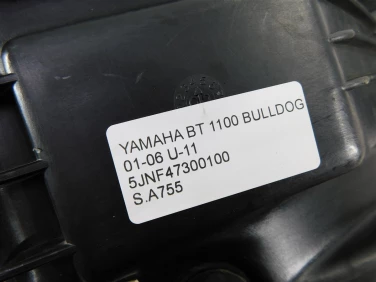 YAMAHA BT 1100 BULLDOG
01-06 U-11
5JNF47300100
S.A755